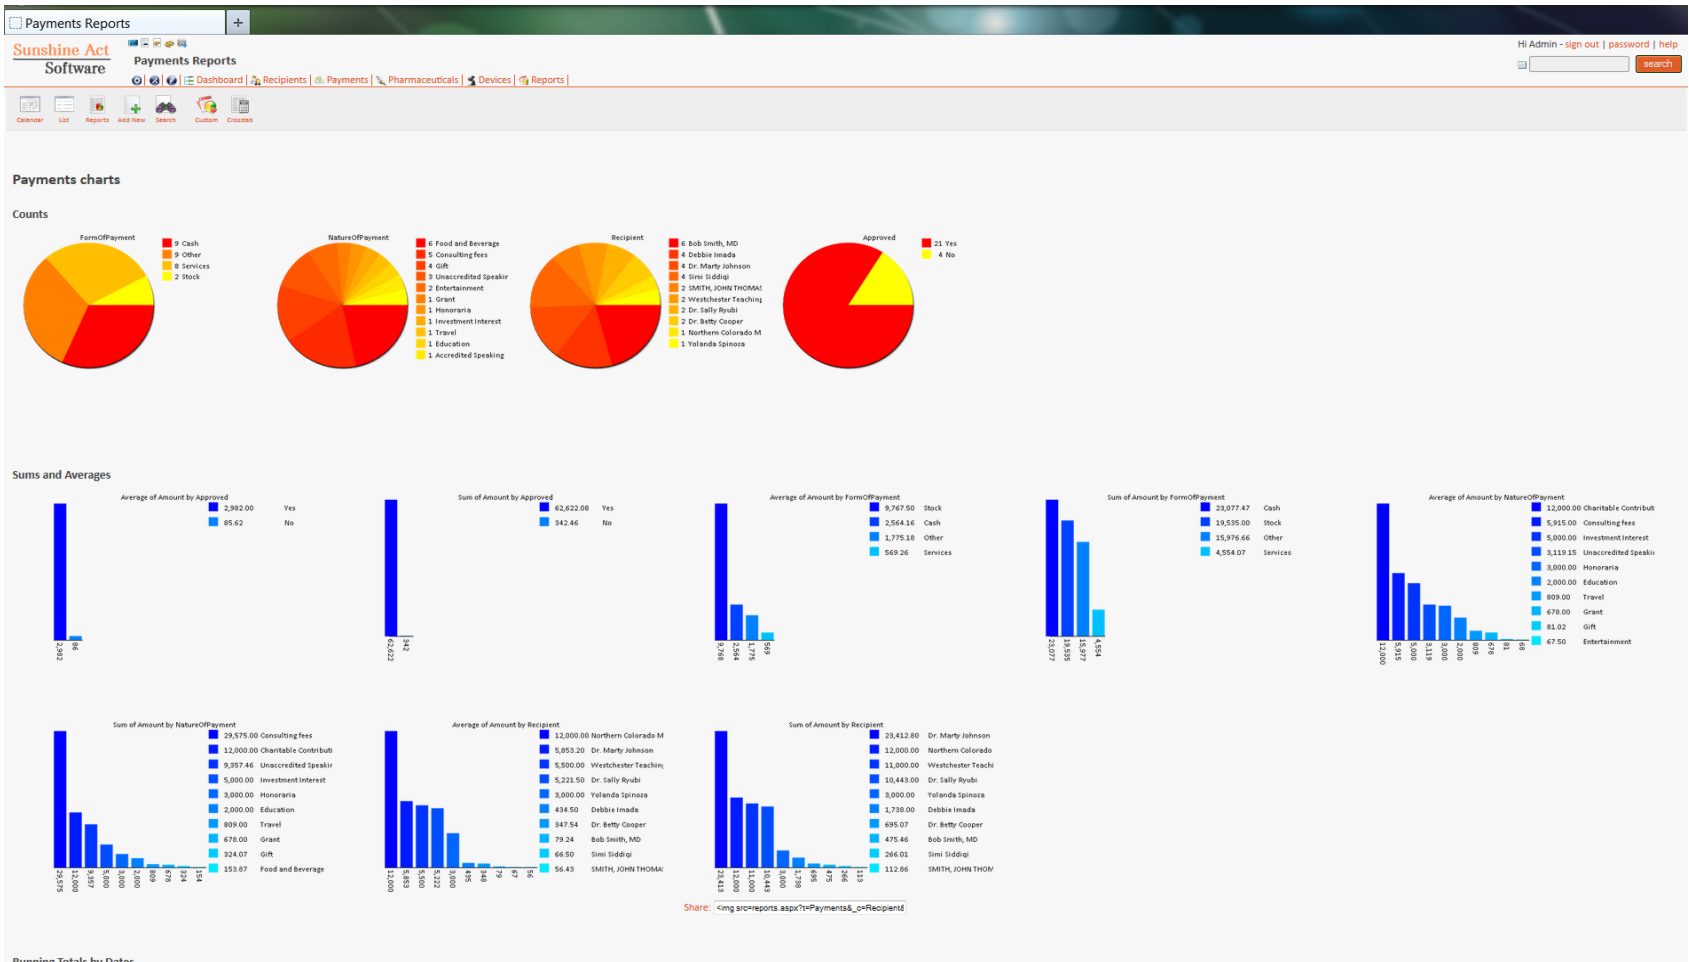 Payments Reports
+
Sunshine Act
Software
Payments Reports
Hi Admin - sign out | password | help
search
Dashboard | Recipients | Payments | Pharmaceuticals | Devices | Reports |
Calendar List Reports Add New Search Custom Crosstab
Payments charts
Counts
FormOfPayment
9 Cash
9 Other
8 Services
2 Stock
NatureOfPayment
6 Food and Beverage
5 Consulting fees
4 Gift
3 Unaccredited Speakir
2 Entertainment
1 Grant
1 Honoraria
1 Investment Interest
1 Travel
1 Education
1 Accredited Speaking
Recipient
6 Bob Smith, MD
4 Debbie Imada
4 Dr. Marty Johnson
4 Simi Siddiqi
2 SMITH, JOHN THOMAS
2 Westchester Teaching
2 Dr. Sally Ryubi
2 Dr. Betty Cooper
1 Northern Colorado M
1 Yolanda Spinoza
Approved
21 Yes
4 No
Sums and Averages
Average of Amount by Approved
2,982.00 Yes
85.62 No
2,982
86
Sum of Amount by Approved
62,622.08 Yes
342.46 No
62,622
342
Average of Amount by FormOfPayment
9,767.50 Stock
2,564.16 Cash
1,775.18 Other
569.26 Services
9,768
2,564
1,775
569
Sum of Amount by FormOfPayment
23,077.47 Cash
19,535.00 Stock
15,976.66 Other
4,554.07 Services
23,077
19,535
15,977
4,554
Average of Amount by NatureOfPayment
12,000.00 Charitable Contributi
5,915.00 Consulting fees
5,000.00 Investment Interest
3,119.15 Unaccredited Speakir
3,000.00 Honoraria
2,000.00 Education
809.00 Travel
678.00 Grant
81.02 Gift
67.50 Entertainment
12,000
5,915
5,000
3,119
3,000
2,000
809
678
81
68
Sum of Amount by NatureOfPayment
29,575.00 Consulting fees
12,000.00 Charitable Contributi
9,357.46 Unaccredited Speakir
5,000.00 Investment Interest
3,000.00 Honoraria
2,000.00 Education
809.00 Travel
678.00 Grant
324.07 Gift
153.87 Food and Beverage
29,575
12,000
9,357
5,000
3,000
2,000
809
678
324
154
Average of Amount by Recipient
12,000.00 Northern Colorado M
5,853.20 Dr. Marty Johnson
5,500.00 Westchester Teaching
5,221.50 Dr. Sally Ryubi
3,000.00 Yolanda Spinoza
434.50 Debbie Imada
347.54 Dr. Betty Cooper
79.24 Bob Smith, MD
66.50 Simi Siddiqi
56.43 SMITH, JOHN THOMAS
12,000
5,853
5,500
5,222
3,000
435
348
79
67
56
Sum of Amount by Recipient
23,412.80 Dr. Marty Johnson
12,000.00 Northern Colorado
11,000.00 Westchester Teachi
10,443.00 Dr. Sally Ryubi
3,000.00 Yolanda Spinoza
1,738.00 Debbie Imada
695.07 Dr. Betty Cooper
475.46 Bob Smith, MD
266.01 Simi Siddiqi
112.86 SMITH, JOHN THOM
23,413
12,000
11,000
10,443
3,000
1,738
695
475
266
113
Share: <img src=reports.aspx?t=Payments&_c=Recipient&
Running Totals by Dates